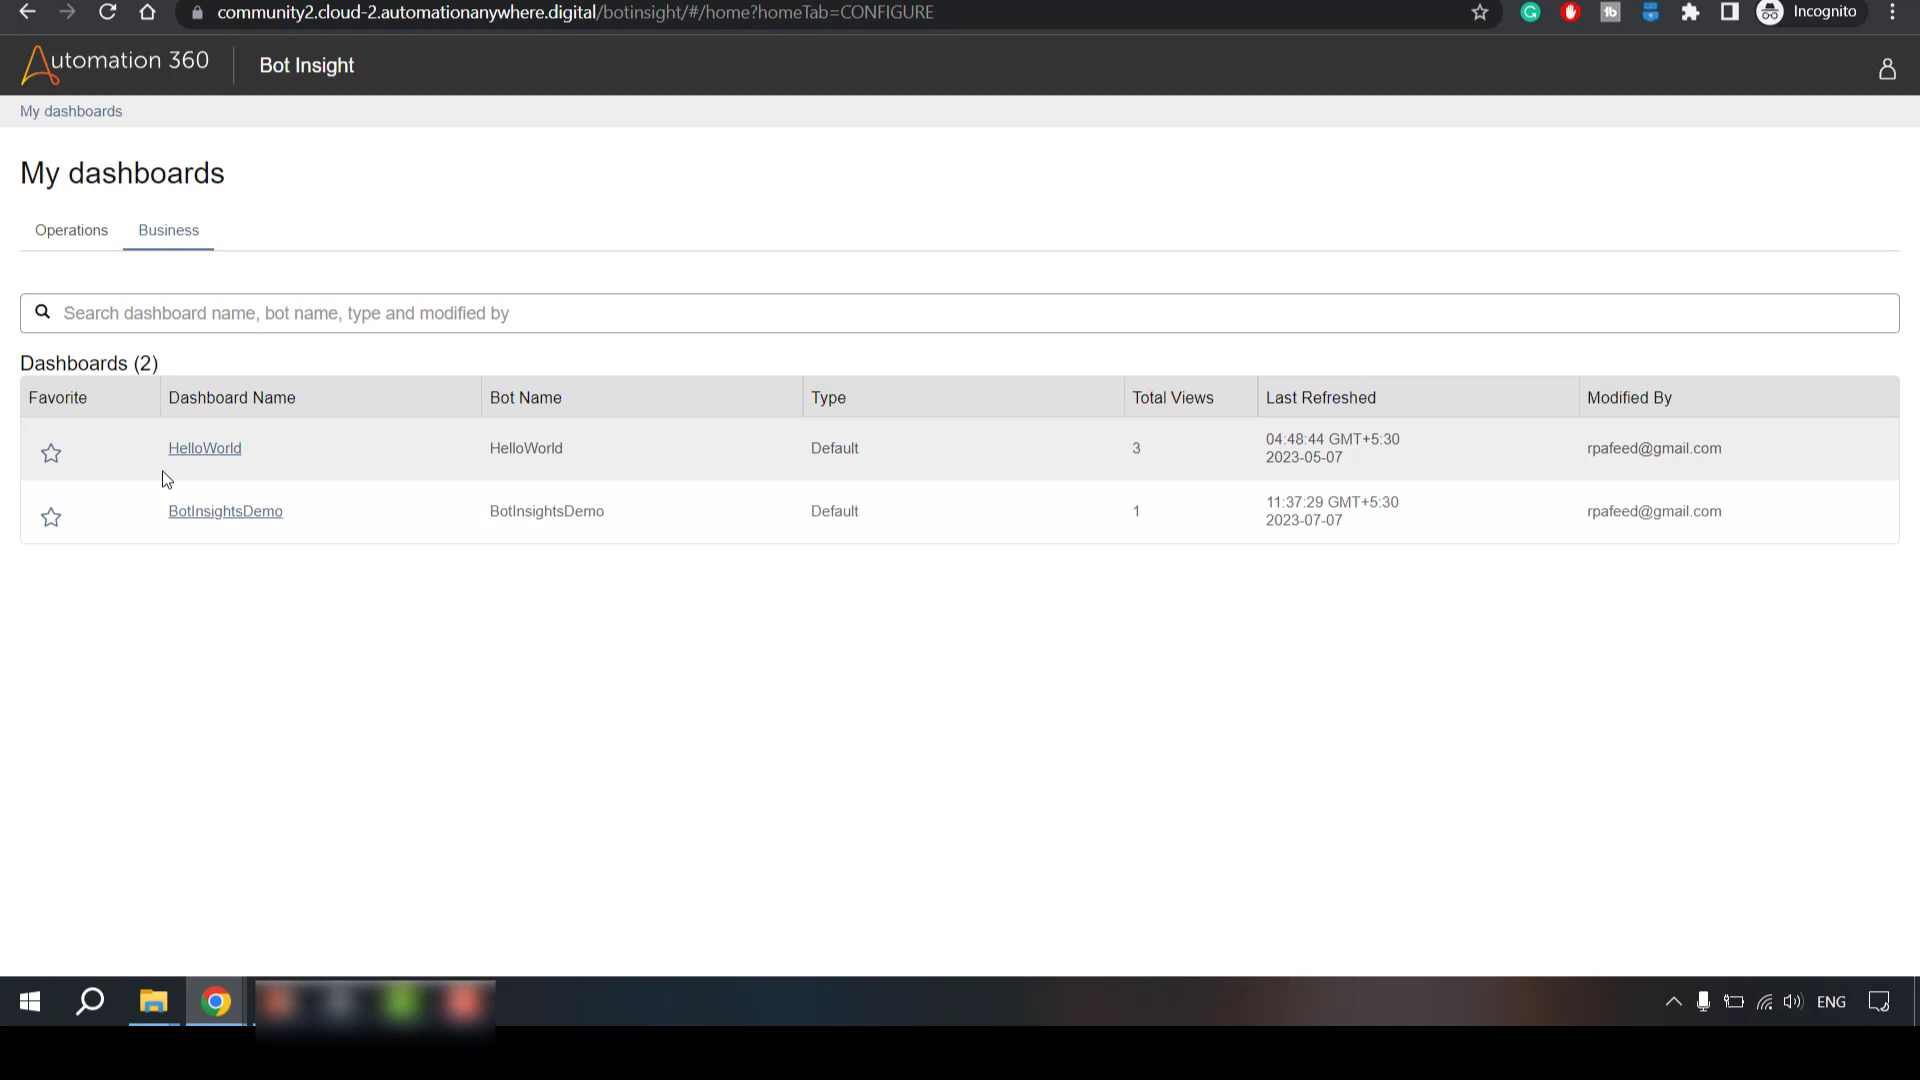 community2.cloud-2.automationanywhere.digital/botinsight/#/home?homeTab=CONFIGURE
Incognito
Automation 360
Bot Insight
My dashboards
My dashboards
Operations
Business
Search dashboard name, bot name, type and modified by
Dashboards (2)
Favorite
Dashboard Name
Bot Name
Type
Total Views
Last Refreshed
Modified By
HelloWorld
HelloWorld
Default
3
04:48:44 GMT+5:30
2023-05-07
rpafeed@gmail.com
BotInsightsDemo
BotInsightsDemo
Default
1
11:37:29 GMT+5:30
2023-07-07
rpafeed@gmail.com
ENG